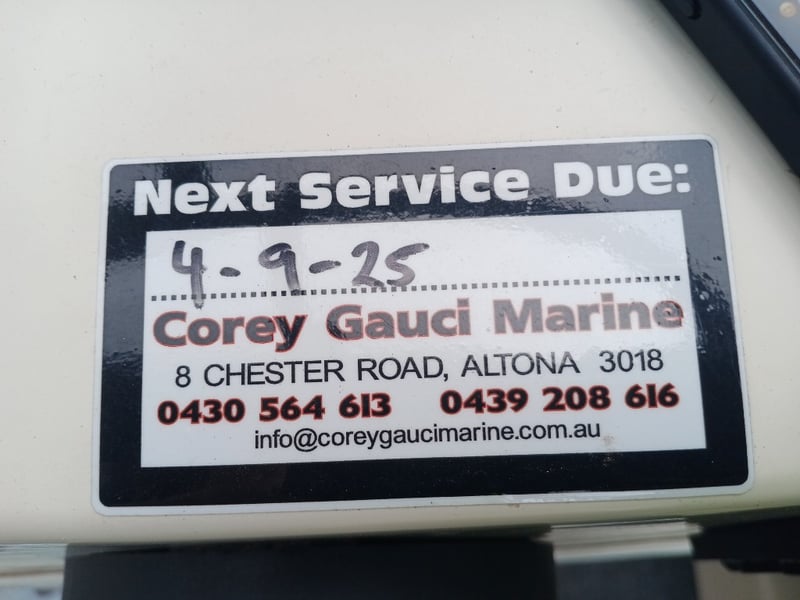 Next Service Due:
4-9-25
Corey Gauci Marine
8 CHESTER ROAD, ALTONA 3018
0430 564 613 0439 208 616
info@coreygaucimarine.com.au